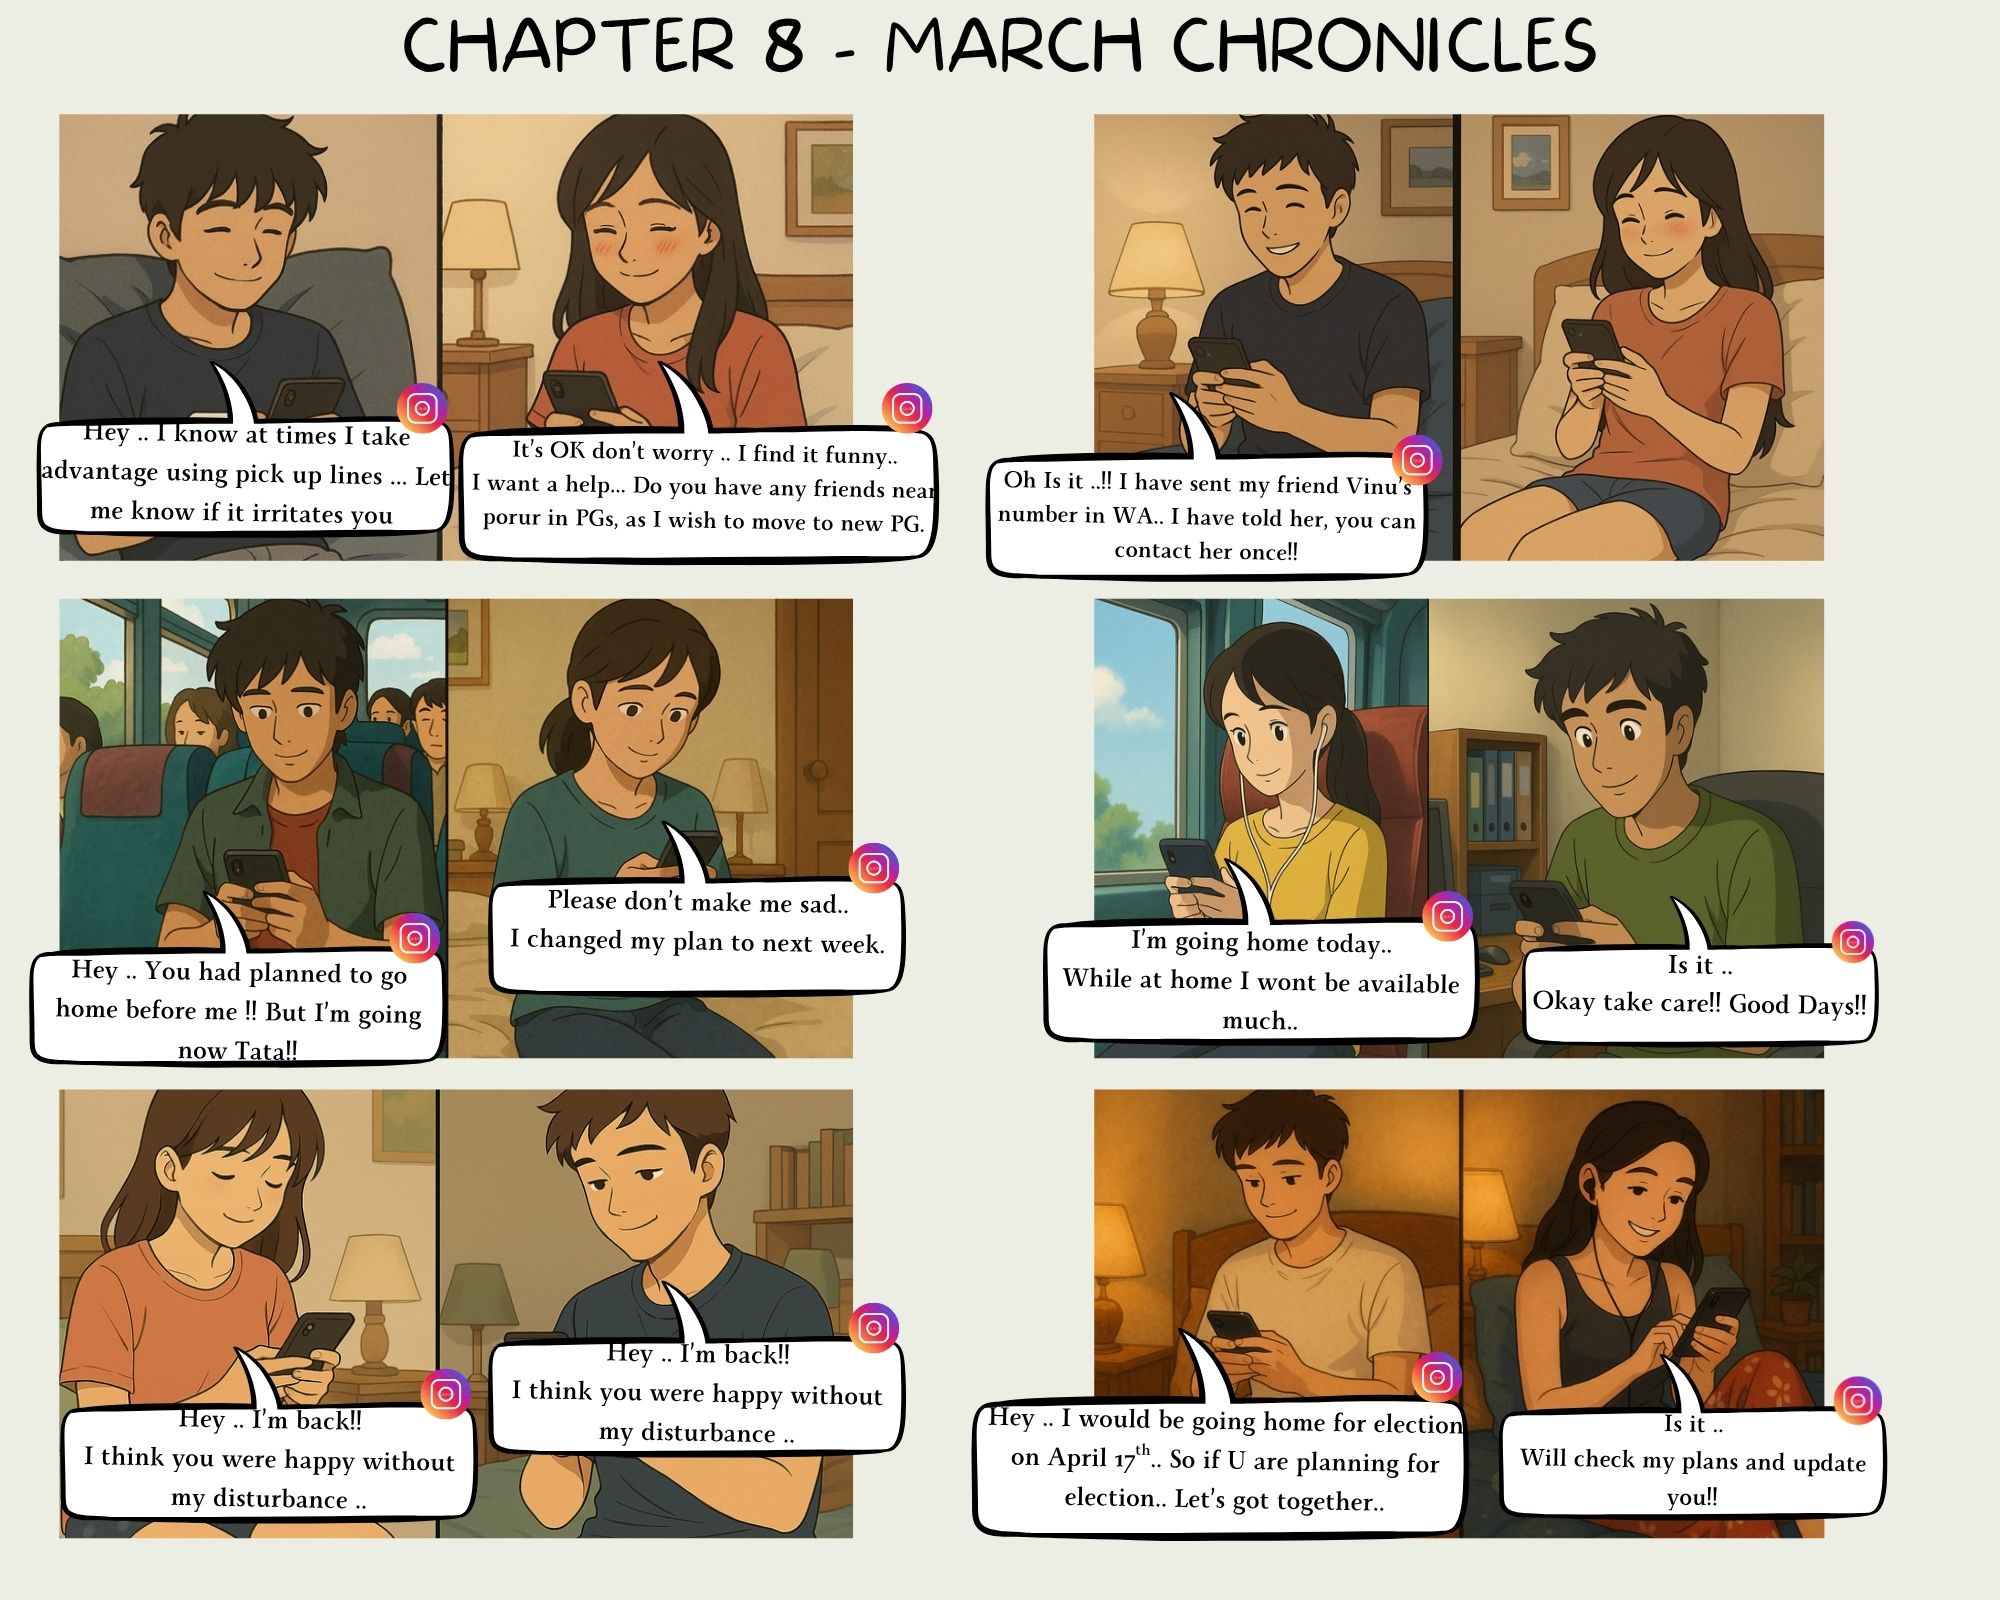 CHAPTER 8 - MARCH CHRONICLES
Hey .. I know at times I take
advantage using pick up lines ... Let
me know if it irritates you
It's OK don't worry .. I find it funny..
I want a help... Do you have any friends near
porur in PGs, as I wish to move to new PG.
Oh Is it ..!! I have sent my friend Vinu's
number in WA.. I have told her, you can
contact her once!!
Hey .. You had planned to go
home before me !! But I'm going
now Tata!!
Please don't make me sad..
I changed my plan to next week.
I'm going home today..
While at home I wont be available
much..
Is it ..
Okay take care!! Good Days!!
Hey .. I'm back!!
I think you were happy without
my disturbance ..
Hey .. I'm back!!
I think you were happy without
my disturbance ..
Hey .. I would be going home for election
on April 17th.. So if U are planning for
election.. Let's got together..
Is it ..
Will check my plans and update
you!!